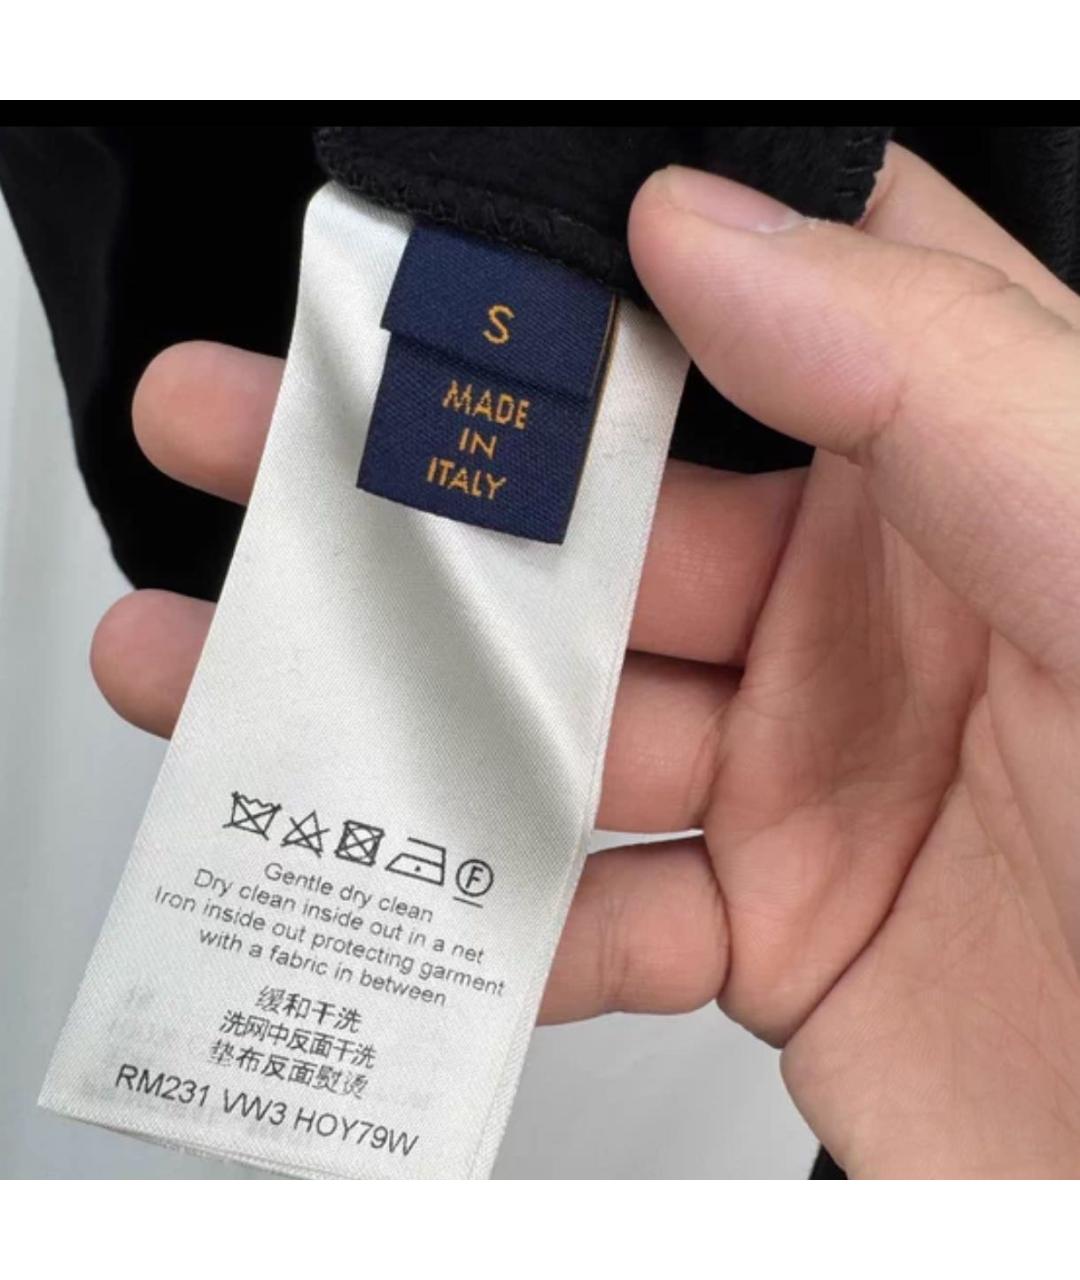 S
MADE
IN
ITALY
F
Gentle dry clean
Dry clean inside out in a net
Iron inside out protecting garment
with a fabric in between
缓和干洗
洗网中反面干洗
垫布反面熨烫
RM231 VW3 HOY79W